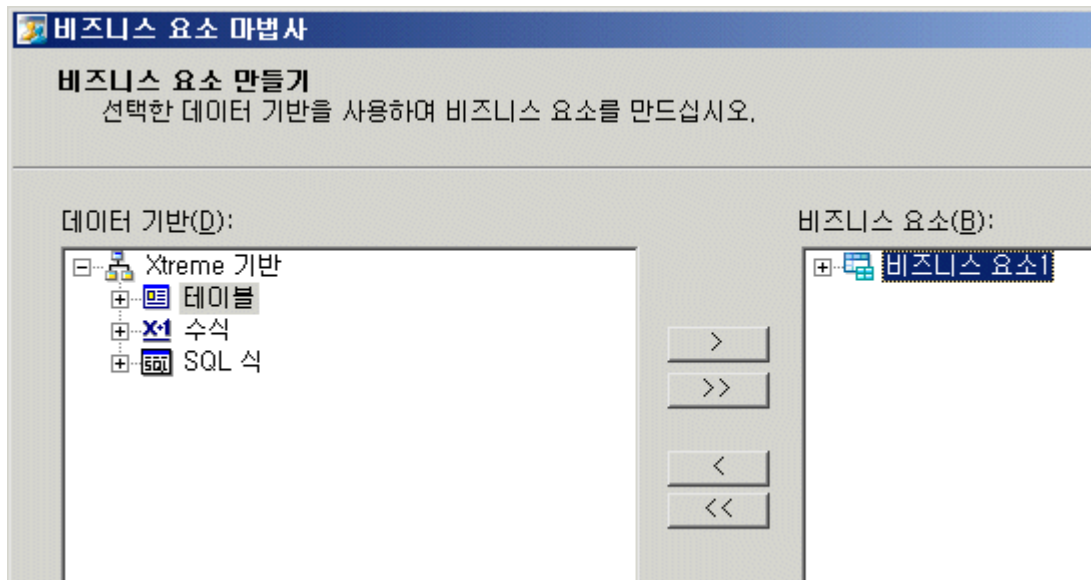 비즈니스 요소 마법사
비즈니스 요소 만들기
선택한 데이터 기반을 사용하여 비즈니스 요소를 만드십시오.
데이터 기반(D):
Xtreme 기반
테이블
X+1 수식
SQL SQL 식
>
>>
<
<<
비즈니스 요소(B):
비즈니스 요소1